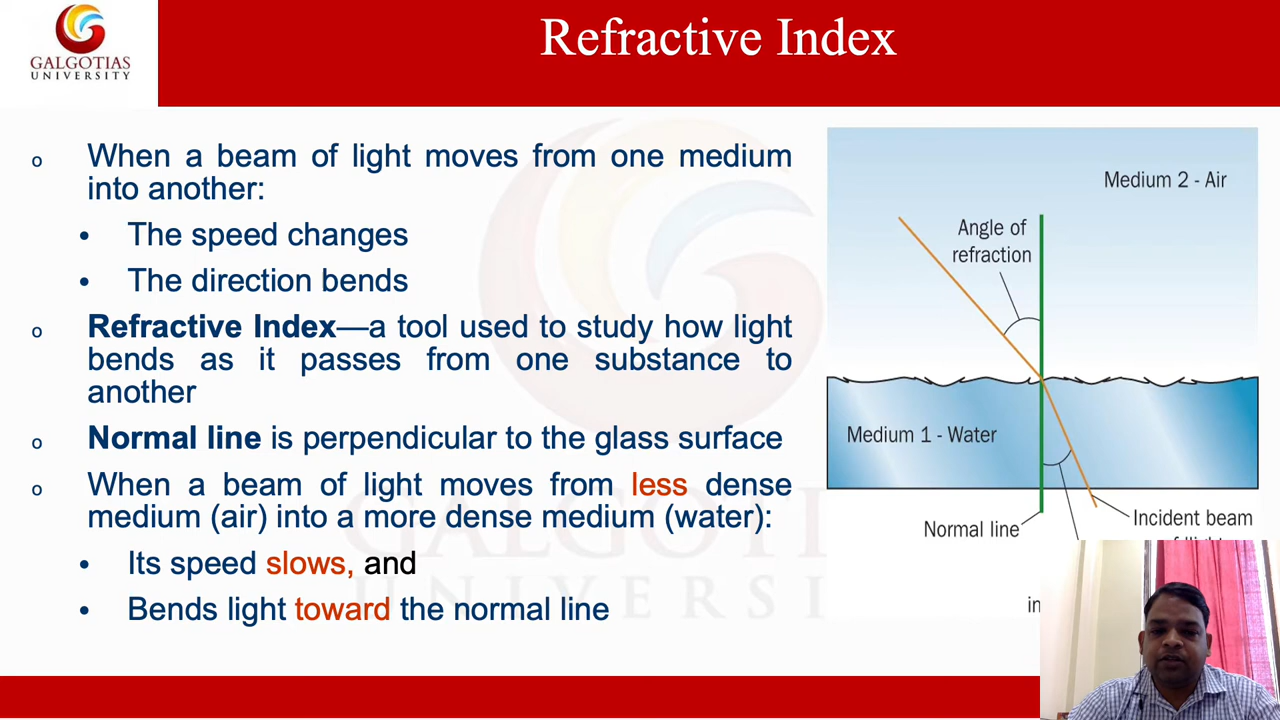 GALGOTIAS
UNIVERSITY
Refractive Index
o When a beam of light moves from one medium
into another:
• The speed changes
• The direction bends
o Refractive Index—a tool used to study how light
bends as it passes from one substance to
another
o Normal line is perpendicular to the glass surface
o When a beam of light moves from less dense
medium (air) into a more dense medium (water):
• Its speed slows, and
• Bends light toward the normal line
Medium 2 - Air
Angle of
refraction
Medium 1 - Water
Normal line
Incident beam
GALGOTIAS
UNIVERS